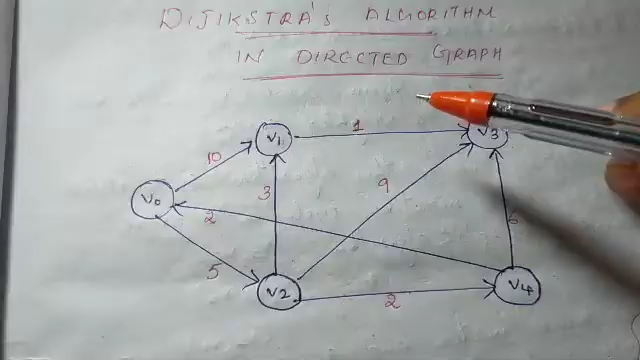 DIJIKSTRA'S ALGORITHM
IN DIRECTED GRAPH
1
V1
V3
10
9
3
V0
2
6
5
V2
2
V4